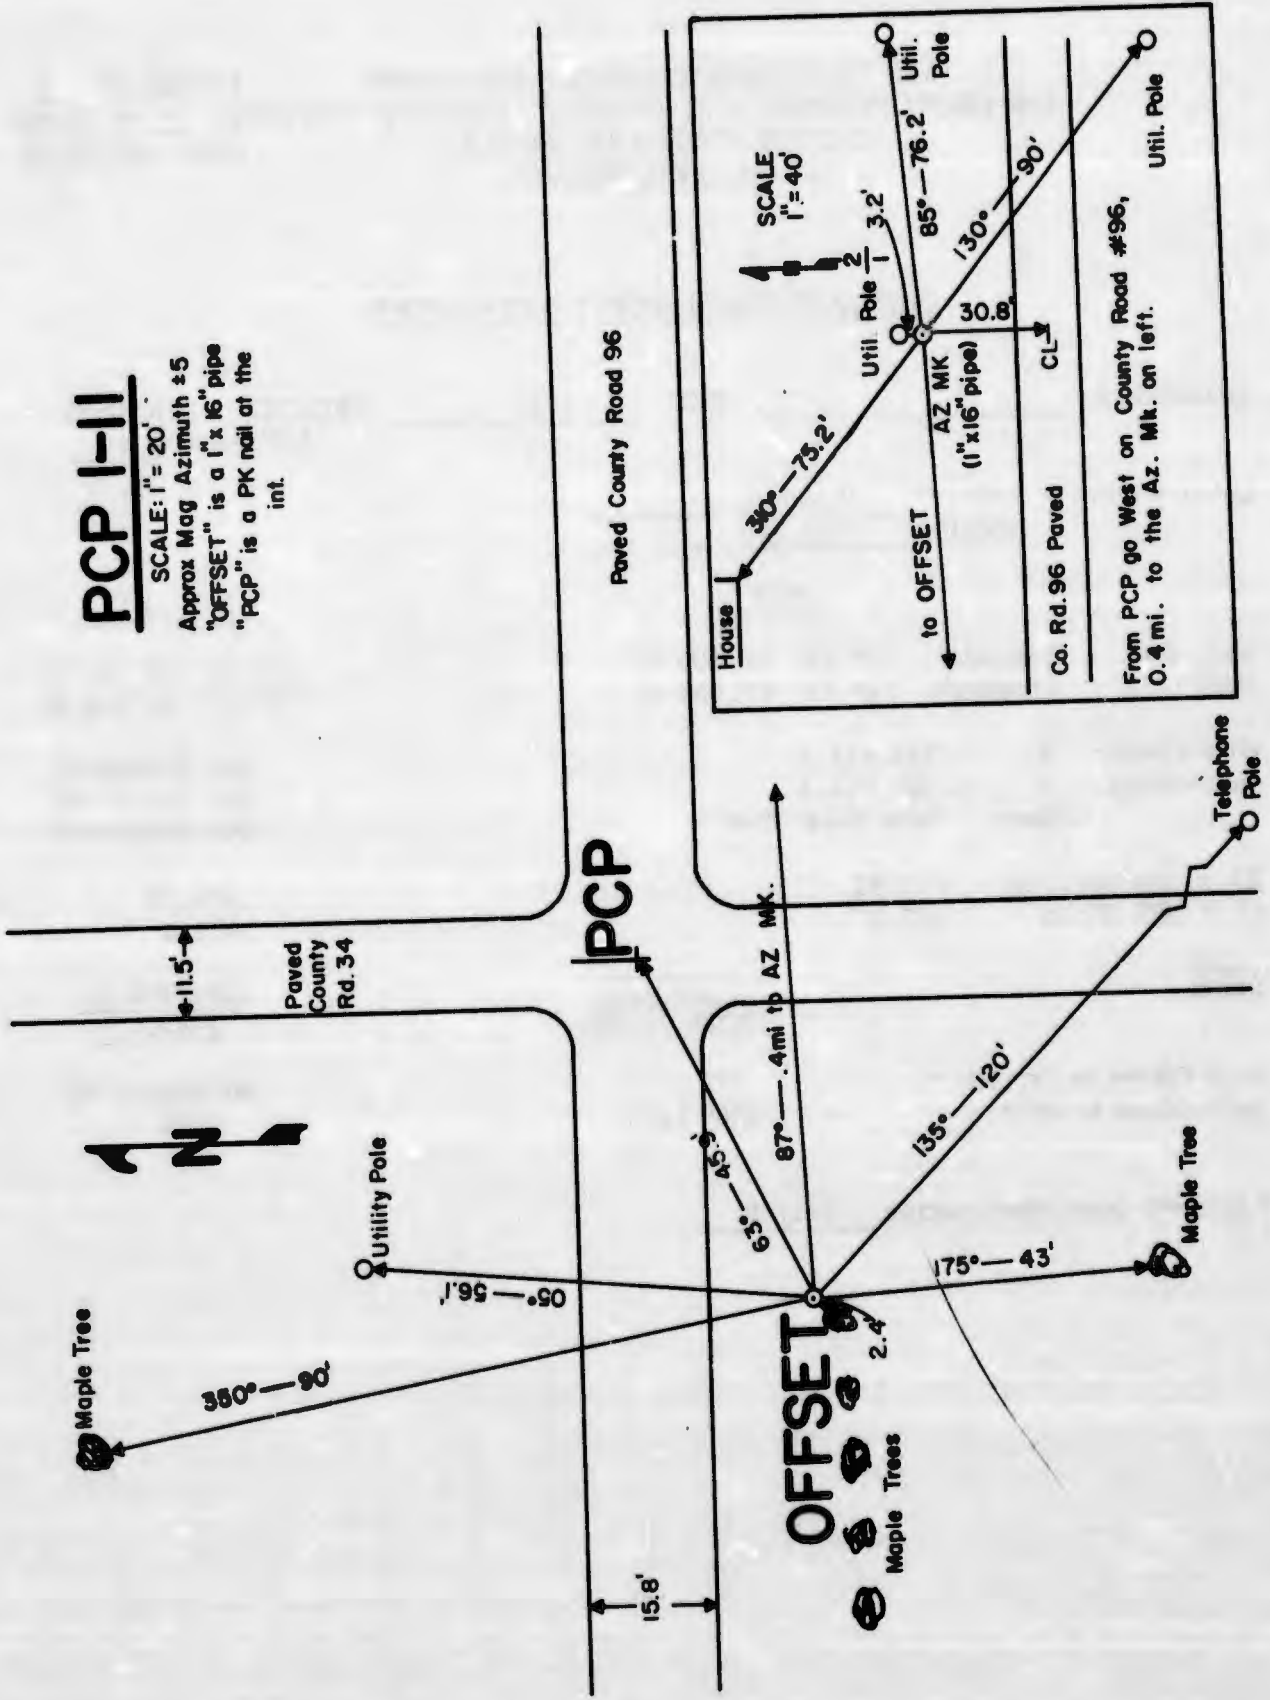 PCP I-II
SCALE: 1" = 20'
Approx Mag Azimuth ±5
"OFFSET" is a 1" x 16" pipe
"PCP" is a PK nail at the
int.
Maple Tree
350° — 90'
Utility Pole
05° — 56.1'
N
11.5'
Paved
County
Rd. 34
Paved County Road 96
PCP
63° — 45.9'
87° — .4mi to AZ MK.
15.8'
OFFSET
2.4'
Maple Trees
175° — 43'
Maple Tree
135° — 120'
Telephone
Pole
House
310° — 75.2'
SCALE
1" = 40'
Util. Pole 2/1
3.2'
85° — 76.2'
Util.
Pole
130° — 90'
Util. Pole
to OFFSET
AZ MK
(1"x16" pipe)
30.8'
CL
Co. Rd. 96 Paved
From PCP go West on County Road #96,
0.4 mi. to the Az. Mk. on left.